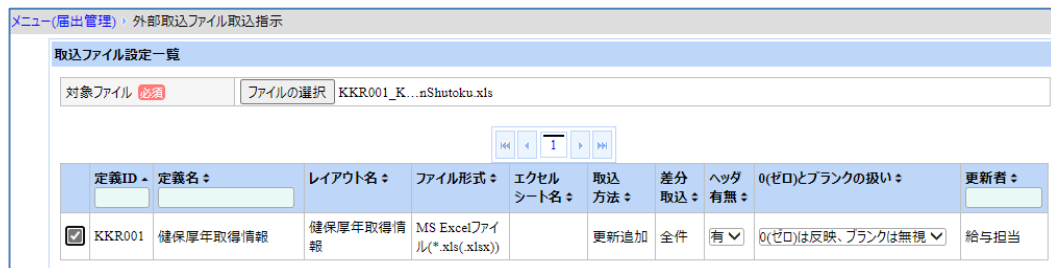 メニュー(届出管理) › 外部取込ファイル取込指示
取込ファイル設定一覧
対象ファイル 必須 ファイルの選択 KKR001_K…nShutoku.xls
1
定義ID 定義名 レイアウト名 ファイル形式 エクセルシート名 取込方法 差分取込 ヘッダ有無 0(ゼロ)とブランクの扱い 更新者
KKR001 健保厚年取得情報 健保厚年取得情報 MS Excelファイル(*.xls(.xlsx)) 更新追加 全件 有 0(ゼロ)は反映、ブランクは無視 給与担当